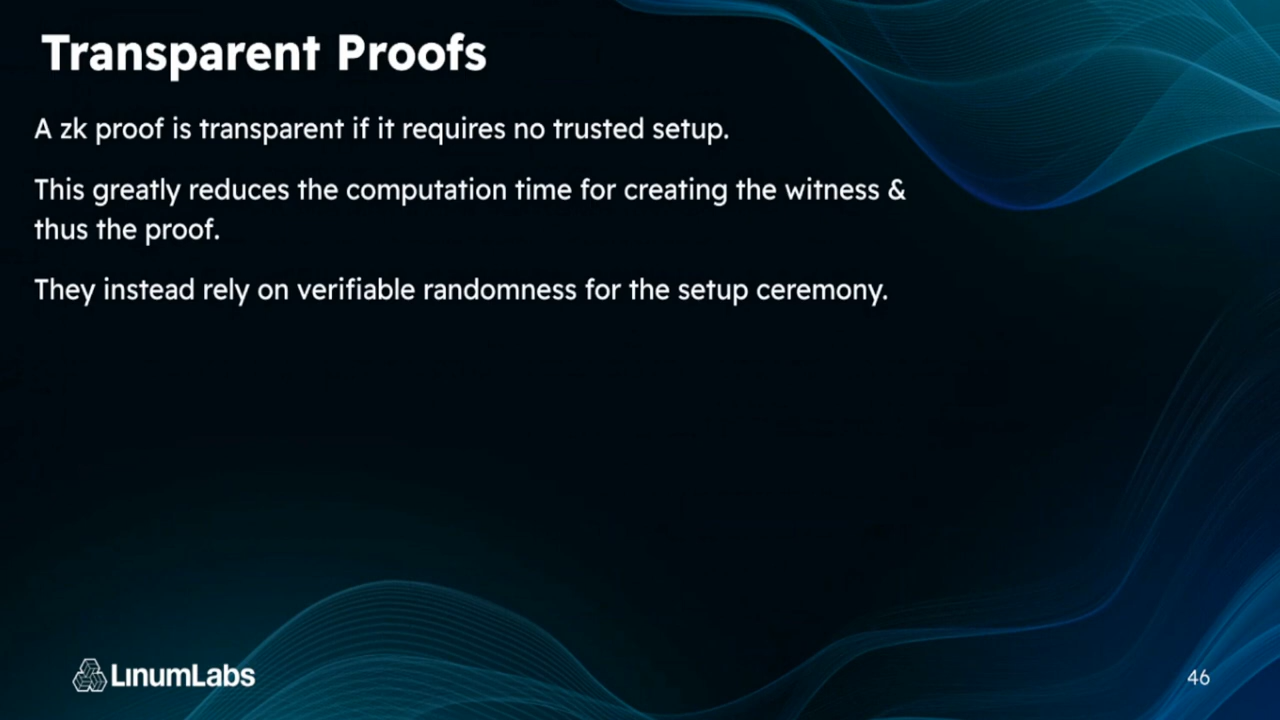 Transparent Proofs
A zk proof is transparent if it requires no trusted setup.
This greatly reduces the computation time for creating the witness &
thus the proof.
They instead rely on verifiable randomness for the setup ceremony.
LinumLabs
46